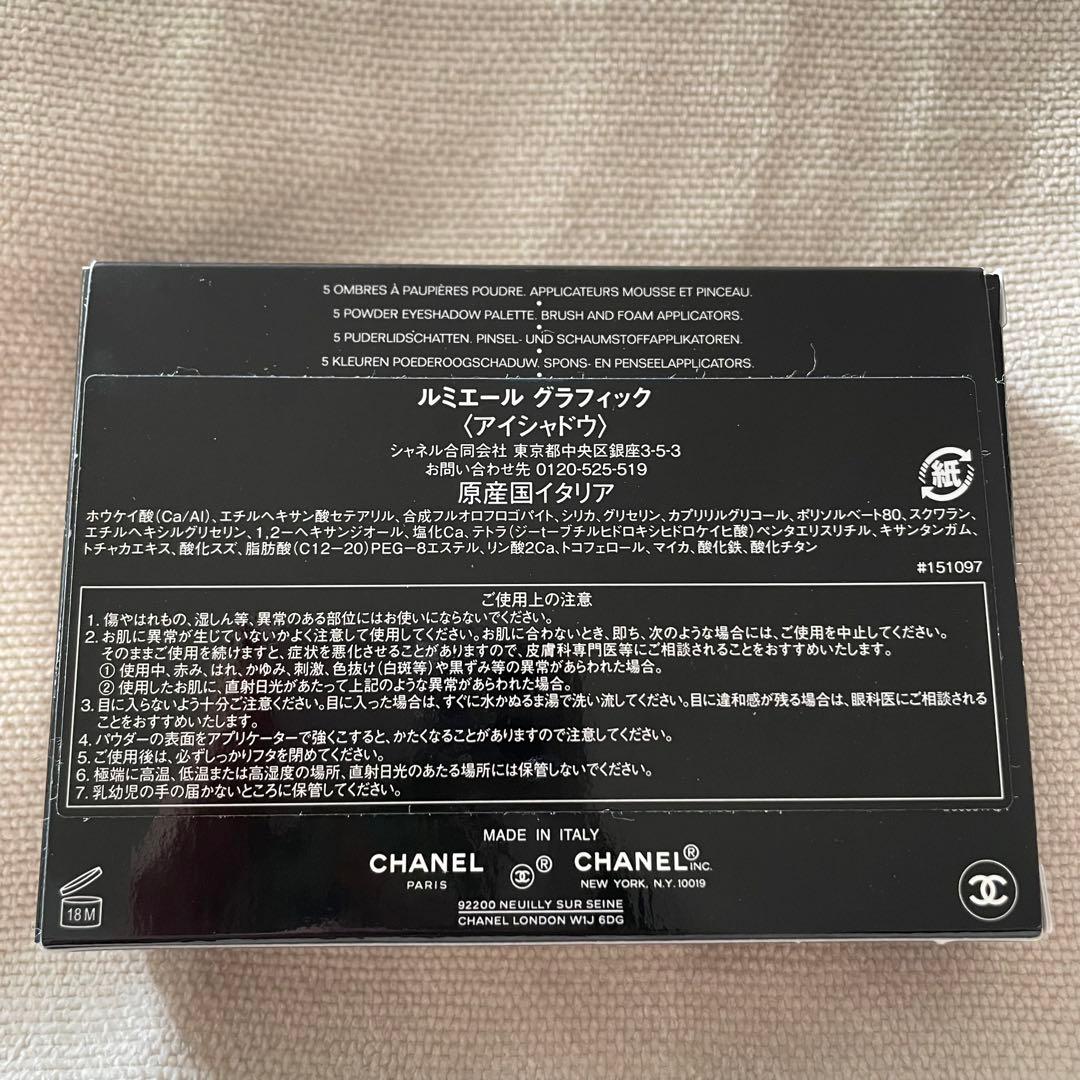 5 OMBRES À PAUPIÈRES POUDRE. APPLICATEURS MOUSSE ET PINCEAU.
5 POWDER EYESHADOW PALETTE. BRUSH AND FOAM APPLICATORS.
5 PUDERLIDSCHATTEN. PINSEL- UND SCHAUMSTOFFAPPLIKATOREN.
5 KLEUREN POEDEROOGSCHADUW. SPONS- EN PENSEELAPPLICATORS.
ルミエール グラフィック
〈アイシャドウ〉
シャネル合同会社 東京都中央区銀座3-5-3
お問い合わせ先 0120-525-519
原産国イタリア
紙
ホウケイ酸(Ca/Al)、エチルヘキサン酸セテアリル、合成フルオロフロゴパイト、シリカ、グリセリン、カプリリルグリコール、ポリソルベート80、スクワラン、
エチルヘキシルグリセリン、1,2-ヘキサンジオール、塩化Ca、テトラ(ジーtーブチルヒドロキシヒドロケイヒ酸)ペンタエリスリチル、キサンタンガム、
トチャカエキス、酸化スズ、脂肪酸(C12-20)PEG-8エステル、リン酸2Ca、トコフェロール、マイカ、酸化鉄、酸化チタン
#151097
ご使用上の注意
1. 傷やはれもの、湿しん等、異常のある部位にはお使いにならないでください。
2. お肌に異常が生じていないかよく注意して使用してください。お肌に合わないとき、即ち、次のような場合には、ご使用を中止してください。
そのままご使用を続けますと、症状を悪化させることがありますので、皮膚科専門医等にご相談されることをおすすめいたします。
① 使用中、赤み、はれ、かゆみ、刺激、色抜け(白斑等)や黒ずみ等の異常があらわれた場合。
② 使用したお肌に、直射日光があたって上記のような異常があらわれた場合。
3. 目に入らないよう十分ご注意ください。目に入った場合は、すぐに水かぬるま湯で洗い流してください。目に違和感が残る場合は、眼科医にご相談される
ことをおすすめいたします。
4. パウダーの表面をアプリケーターで強くこすると、かたくなることがありますので注意してください。
5. ご使用後は、必ずしっかりフタを閉めてください。
6. 極端に高温、低温または高湿度の場所、直射日光のあたる場所には保管しないでください。
7. 乳幼児の手の届かないところに保管してください。
MADE IN ITALY
CHANEL ® CHANEL® INC.
PARIS NEW YORK, N.Y. 10019
92200 NEUILLY SUR SEINE
CHANEL LONDON W1J 6DG
18 M